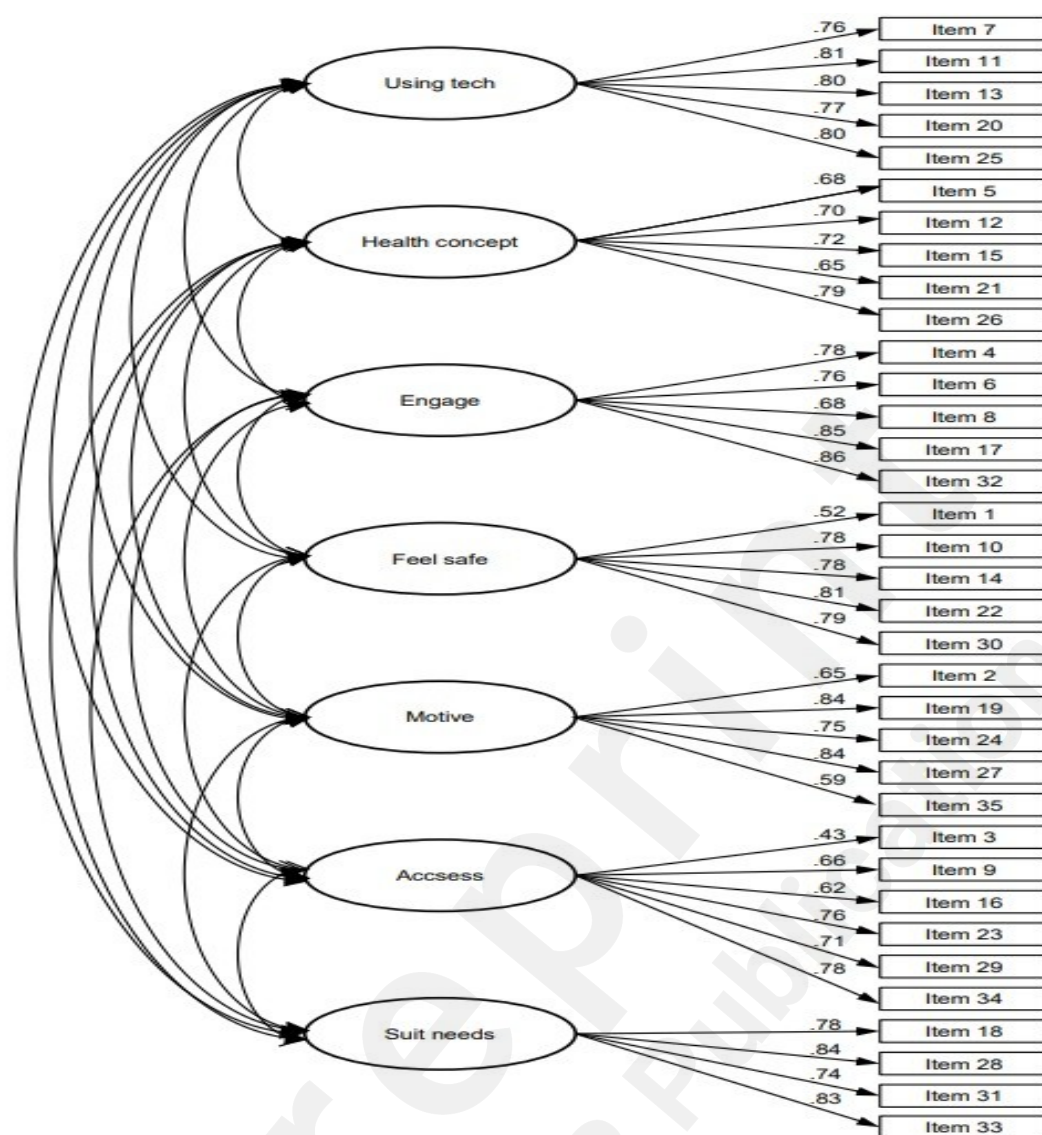 .76 Item 7
.81 Item 11
Using tech .80 Item 13
.77 Item 20
.80 Item 25
.68 Item 5
.70 Item 12
Health concept .72 Item 15
.65 Item 21
.79 Item 26
.78 Item 4
.76 Item 6
Engage .68 Item 8
.85 Item 17
.86 Item 32
.52 Item 1
.78 Item 10
Feel safe .78 Item 14
.81 Item 22
.79 Item 30
.65 Item 2
.84 Item 19
Motive .75 Item 24
.84 Item 27
.59 Item 35
.43 Item 3
.66 Item 9
Accsess .62 Item 16
.76 Item 23
.71 Item 29
.78 Item 34
.78 Item 18
Suit needs .84 Item 28
.74 Item 31
.83 Item 33
reprint
Publication